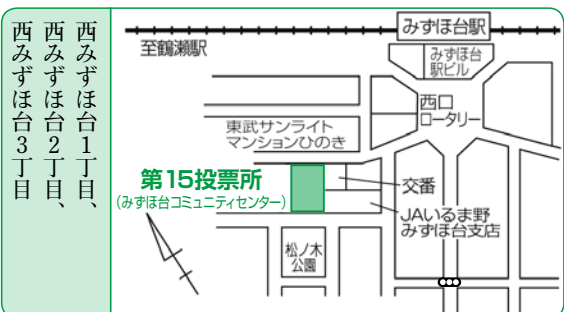 西みずほ台1丁目、
西みずほ台2丁目、
西みずほ台3丁目
みずほ台駅
至鶴瀬駅
みずほ台
駅ビル
西口
ロータリー
東武サンライト
マンションひのき
第15投票所
(みずほ台コミュニティセンター)
交番
JAいるま野
みずほ台支店
松ノ木
公園